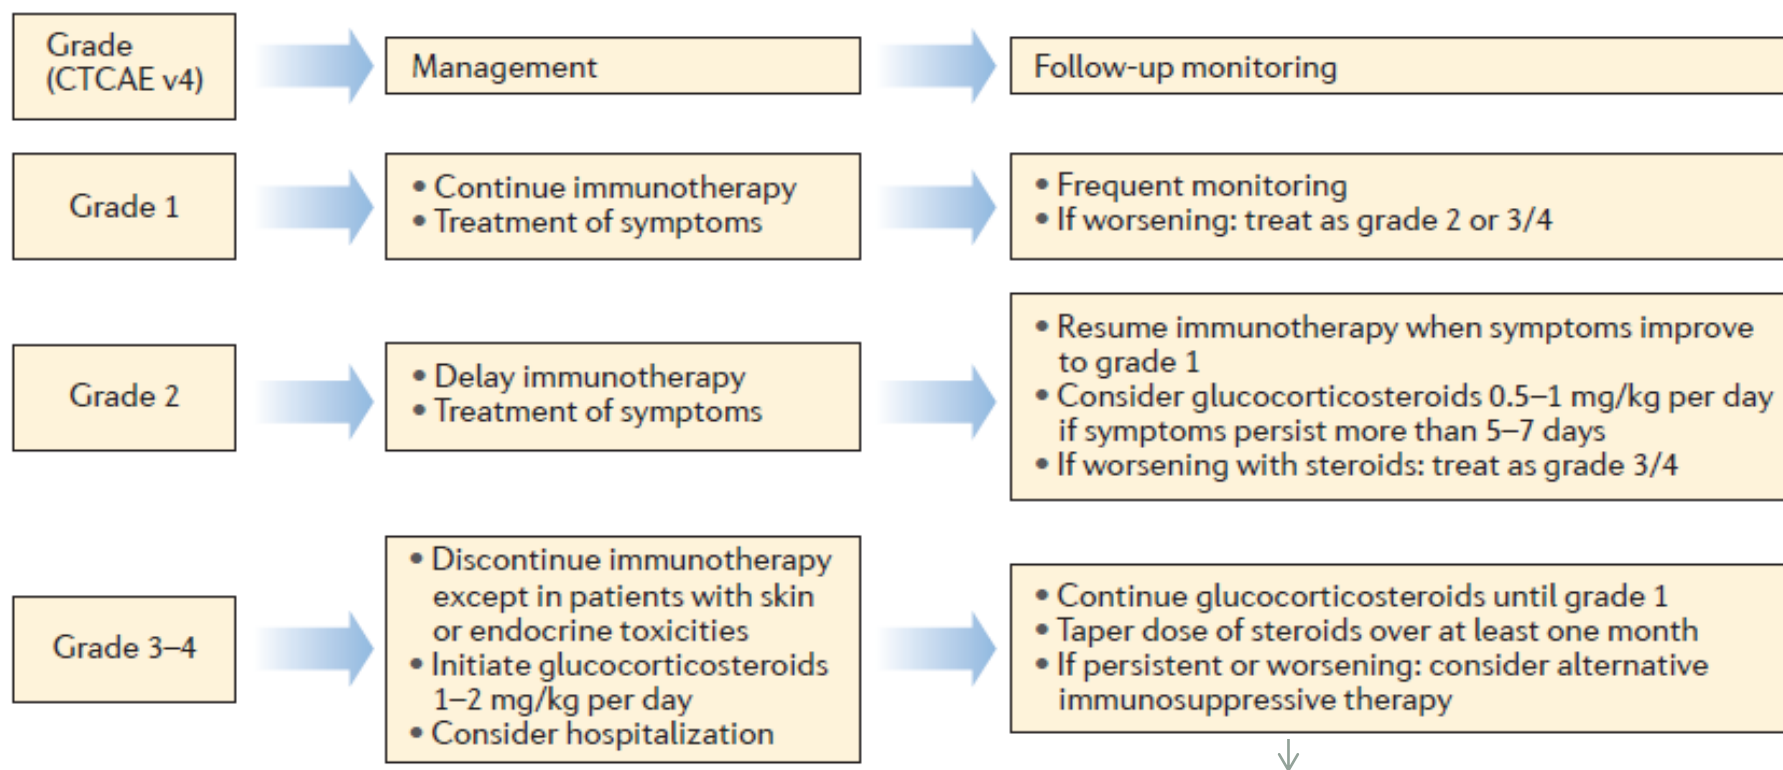 Grade
(CTCAE v4)
Management
Follow-up monitoring
Grade 1
• Continue immunotherapy
• Treatment of symptoms
• Frequent monitoring
• If worsening: treat as grade 2 or 3/4
Grade 2
• Delay immunotherapy
• Treatment of symptoms
• Resume immunotherapy when symptoms improve
to grade 1
• Consider glucocorticosteroids 0.5–1 mg/kg per day
if symptoms persist more than 5–7 days
• If worsening with steroids: treat as grade 3/4
Grade 3–4
• Discontinue immunotherapy
except in patients with skin
or endocrine toxicities
• Initiate glucocorticosteroids
1–2 mg/kg per day
• Consider hospitalization
• Continue glucocorticosteroids until grade 1
• Taper dose of steroids over at least one month
• If persistent or worsening: consider alternative
immunosuppressive therapy